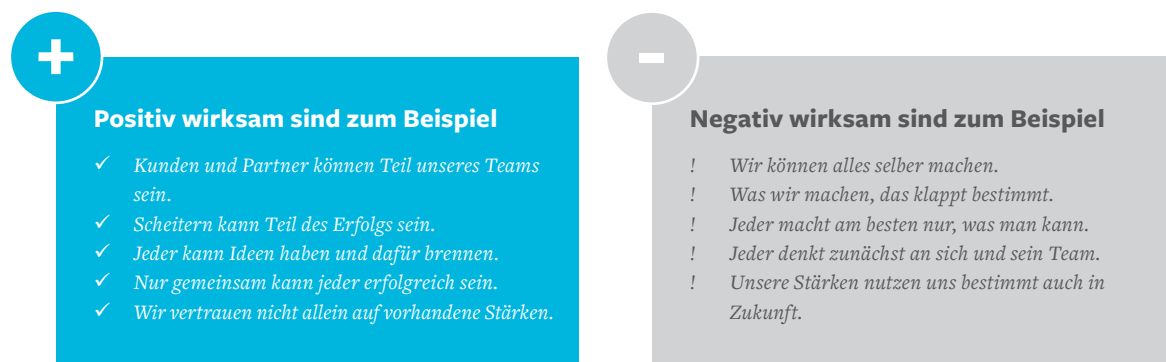 +
Positiv wirksam sind zum Beispiel
✓ Kunden und Partner können Teil unseres Teams
sein.
✓ Scheitern kann Teil des Erfolgs sein.
✓ Jeder kann Ideen haben und dafür brennen.
✓ Nur gemeinsam kann jeder erfolgreich sein.
✓ Wir vertrauen nicht allein auf vorhandene Stärken.
-
Negativ wirksam sind zum Beispiel
! Wir können alles selber machen.
! Was wir machen, das klappt bestimmt.
! Jeder macht am besten nur, was man kann.
! Jeder denkt zunächst an sich und sein Team.
! Unsere Stärken nutzen uns bestimmt auch in
Zukunft.